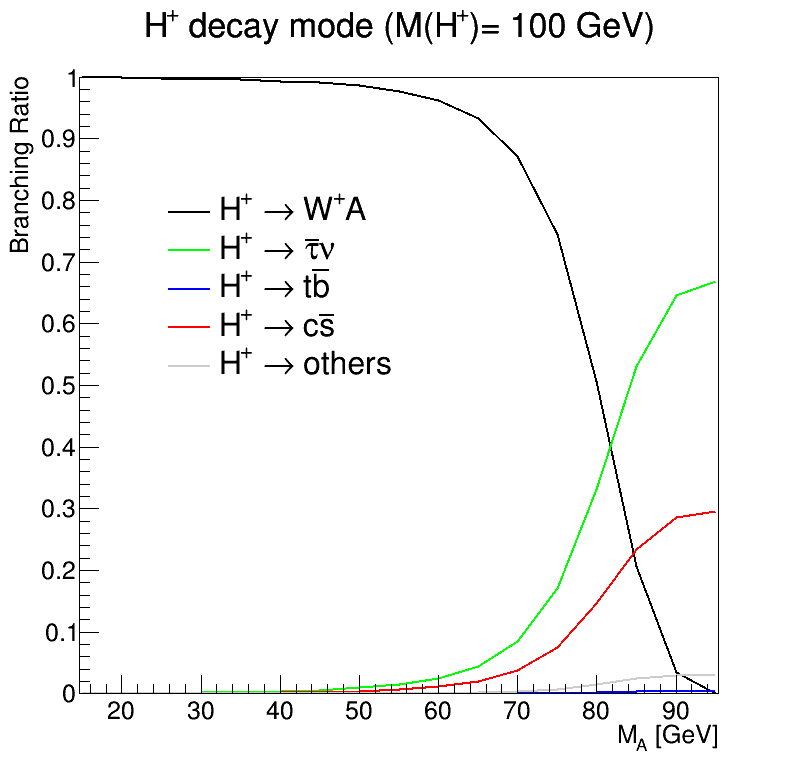 H⁺ decay mode (M(H⁺)= 100 GeV)
Branching Ratio
1
0.9
0.8
0.7
0.6
0.5
0.4
0.3
0.2
0.1
0
H⁺ → W⁺A
H⁺ → τ̄ν
H⁺ → tb̄
H⁺ → cs̄
H⁺ → others
20 30 40 50 60 70 80 90
M_A [GeV]